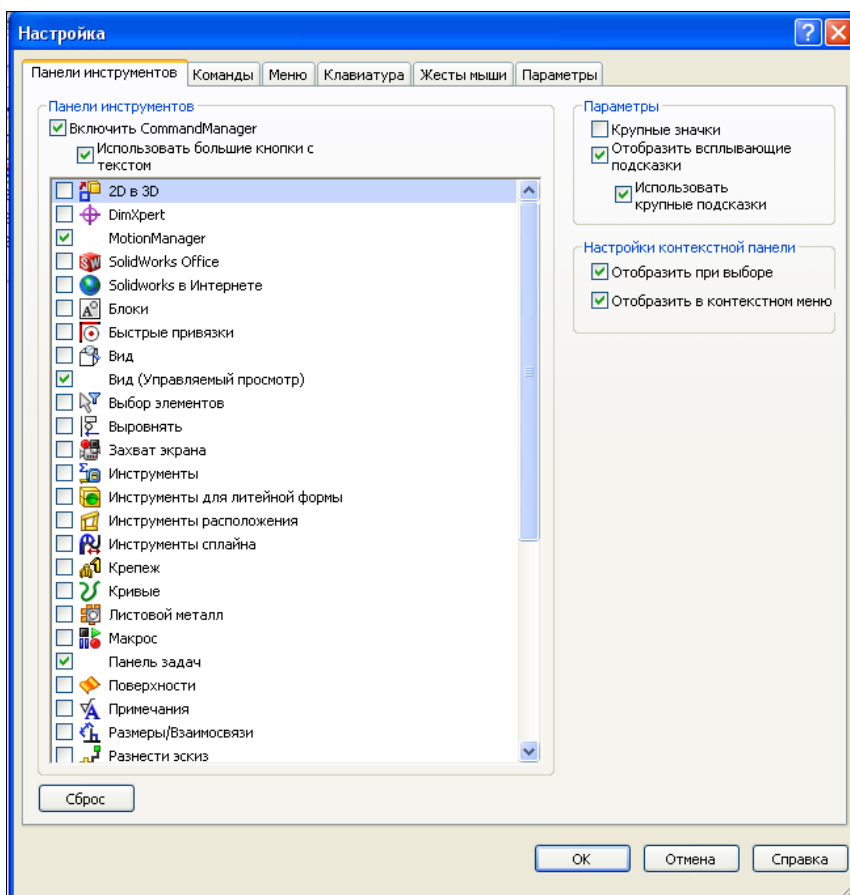 Настройка
Панели инструментов Команды Меню Клавиатура Жесты мыши Параметры
Панели инструментов
Включить CommandManager
Использовать большие кнопки с
текстом
2D в 3D
DimXpert
MotionManager
SolidWorks Office
Solidworks в Интернете
Блоки
Быстрые привязки
Вид
Вид (Управляемый просмотр)
Выбор элементов
Выровнять
Захват экрана
Инструменты
Инструменты для литейной формы
Инструменты расположения
Инструменты сплайна
Крепеж
Кривые
Листовой металл
Макрос
Панель задач
Поверхности
Примечания
Размеры/Взаимосвязи
Разнести эскиз
Параметры
Крупные значки
Отобразить всплывающие
подсказки
Использовать
крупные подсказки
Настройки контекстной панели
Отобразить при выборе
Отобразить в контекстном меню
Сброс
ОК Отмена Справка